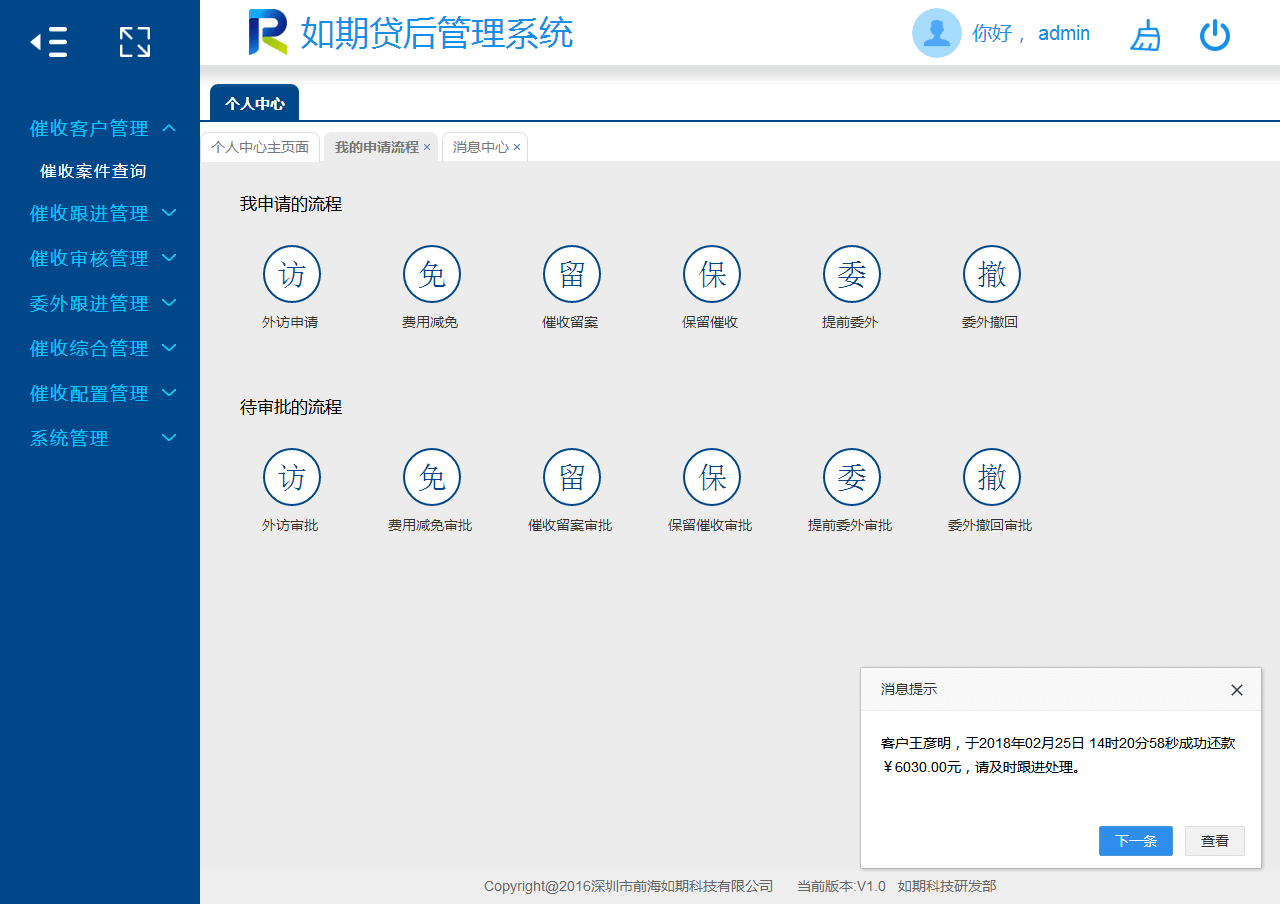 如期贷后管理系统
你好 ， admin
个人中心
催收客户管理
催收案件查询
催收跟进管理
催收审核管理
委外跟进管理
催收综合管理
催收配置管理
系统管理
个人中心主页面 我的申请流程 × 消息中心 ×
我申请的流程
访 免 留 保 委 撤
外访申请 费用减免 催收留案 保留催收 提前委外 委外撤回
待审批的流程
访 免 留 保 委 撤
外访审批 费用减免审批 催收留案审批 保留催收审批 提前委外审批 委外撤回审批
消息提示
客户王彦明，于2018年02月25日 14时20分58秒成功还款
￥6030.00元，请及时跟进处理。
下一条 查看
Copyright@2016深圳市前海如期科技有限公司 当前版本:V1.0 如期科技研发部